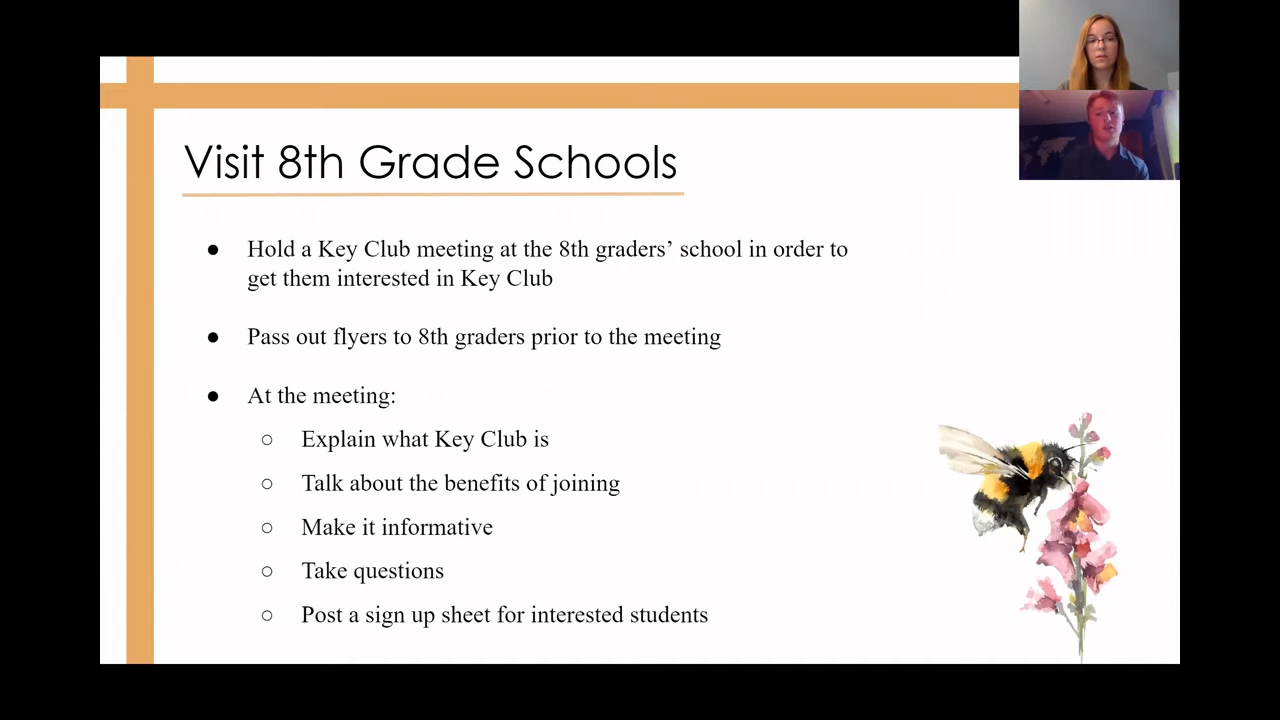 Visit 8th Grade Schools
● Hold a Key Club meeting at the 8th graders’ school in order to
get them interested in Key Club
● Pass out flyers to 8th graders prior to the meeting
● At the meeting:
○ Explain what Key Club is
○ Talk about the benefits of joining
○ Make it informative
○ Take questions
○ Post a sign up sheet for interested students